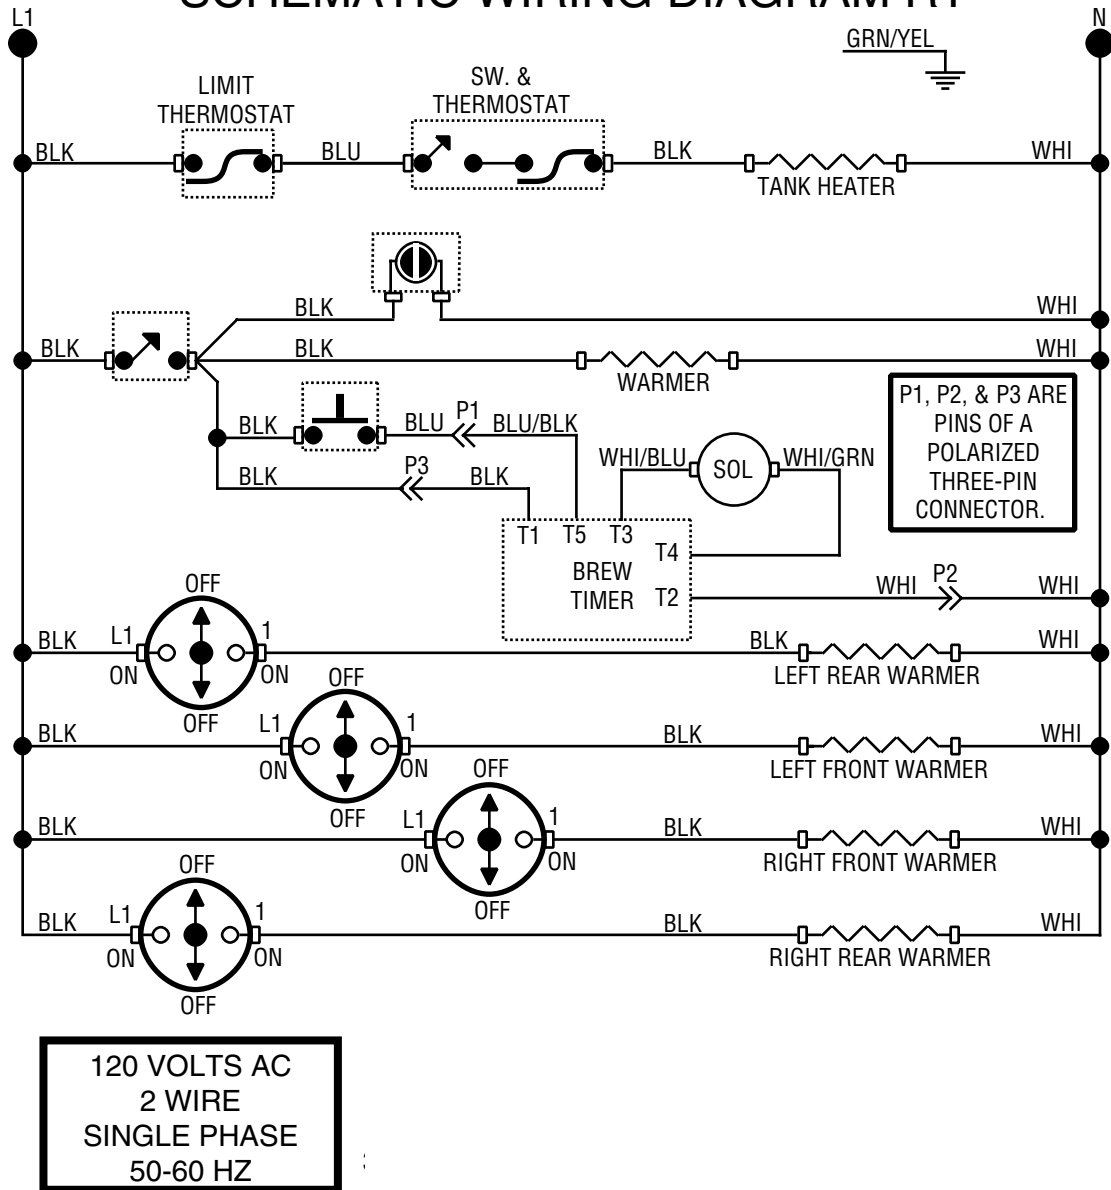 SCHEMATIC WIRING DIAGRAM RT
L1
N
GRN/YEL
LIMIT
THERMOSTAT
SW. &
THERMOSTAT
BLK
BLU
BLK
WHI
TANK HEATER
BLK
WHI
BLK
BLK
WHI
WARMER
P1, P2, & P3 ARE
PINS OF A
POLARIZED
THREE-PIN
CONNECTOR.
BLK
BLU
P1
BLU/BLK
WHI/BLU
SOL
WHI/GRN
BLK
P3
BLK
T1
T5
T3
T4
BREW
TIMER
T2
WHI
P2
WHI
OFF
BLK
L1
1
BLK
WHI
ON
ON
LEFT REAR WARMER
OFF
OFF
BLK
L1
1
BLK
WHI
ON
ON
LEFT FRONT WARMER
OFF
OFF
BLK
L1
1
BLK
WHI
ON
ON
RIGHT FRONT WARMER
OFF
OFF
BLK
L1
1
BLK
WHI
ON
ON
RIGHT REAR WARMER
OFF
120 VOLTS AC
2 WIRE
SINGLE PHASE
50-60 HZ